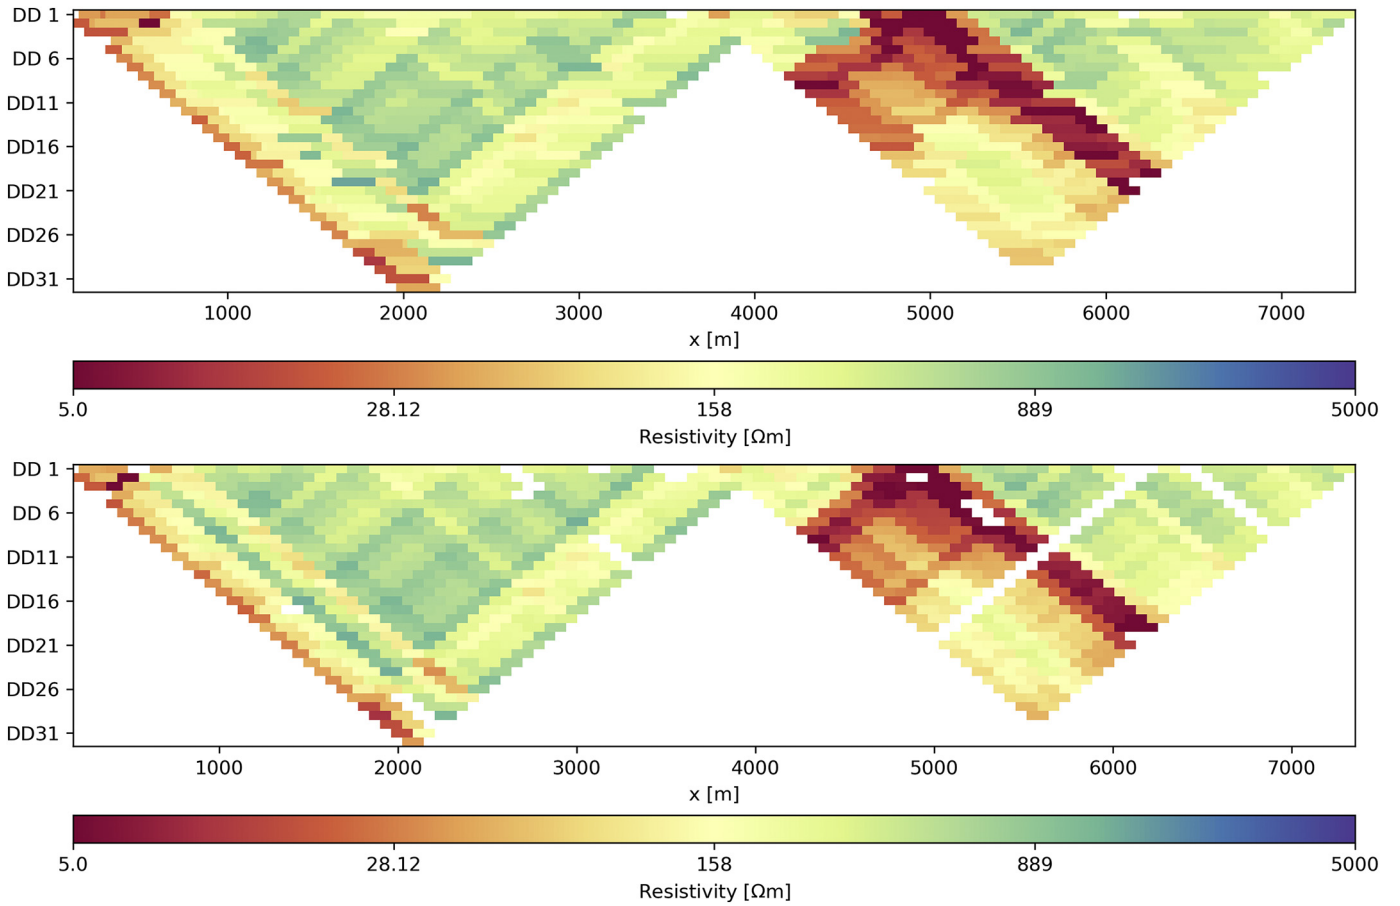 DD 1
DD 6
DD11
DD16
DD21
DD26
DD31
1000 2000 3000 4000 5000 6000 7000
x [m]
5.0 28.12 158 889 5000
Resistivity [Ωm]
DD 1
DD 6
DD11
DD16
DD21
DD26
DD31
1000 2000 3000 4000 5000 6000 7000
x [m]
5.0 28.12 158 889 5000
Resistivity [Ωm]